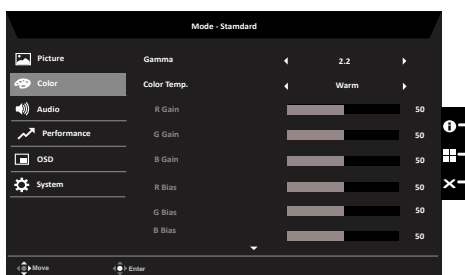 Mode - Stamdard
Picture
Color
Audio
Performance
OSD
System
Gamma 2.2
Color Temp. Warm
R Gain 50
G Gain 50
B Gain 50
R Bias 50
G Bias 50
B Bias 50
Move Enter